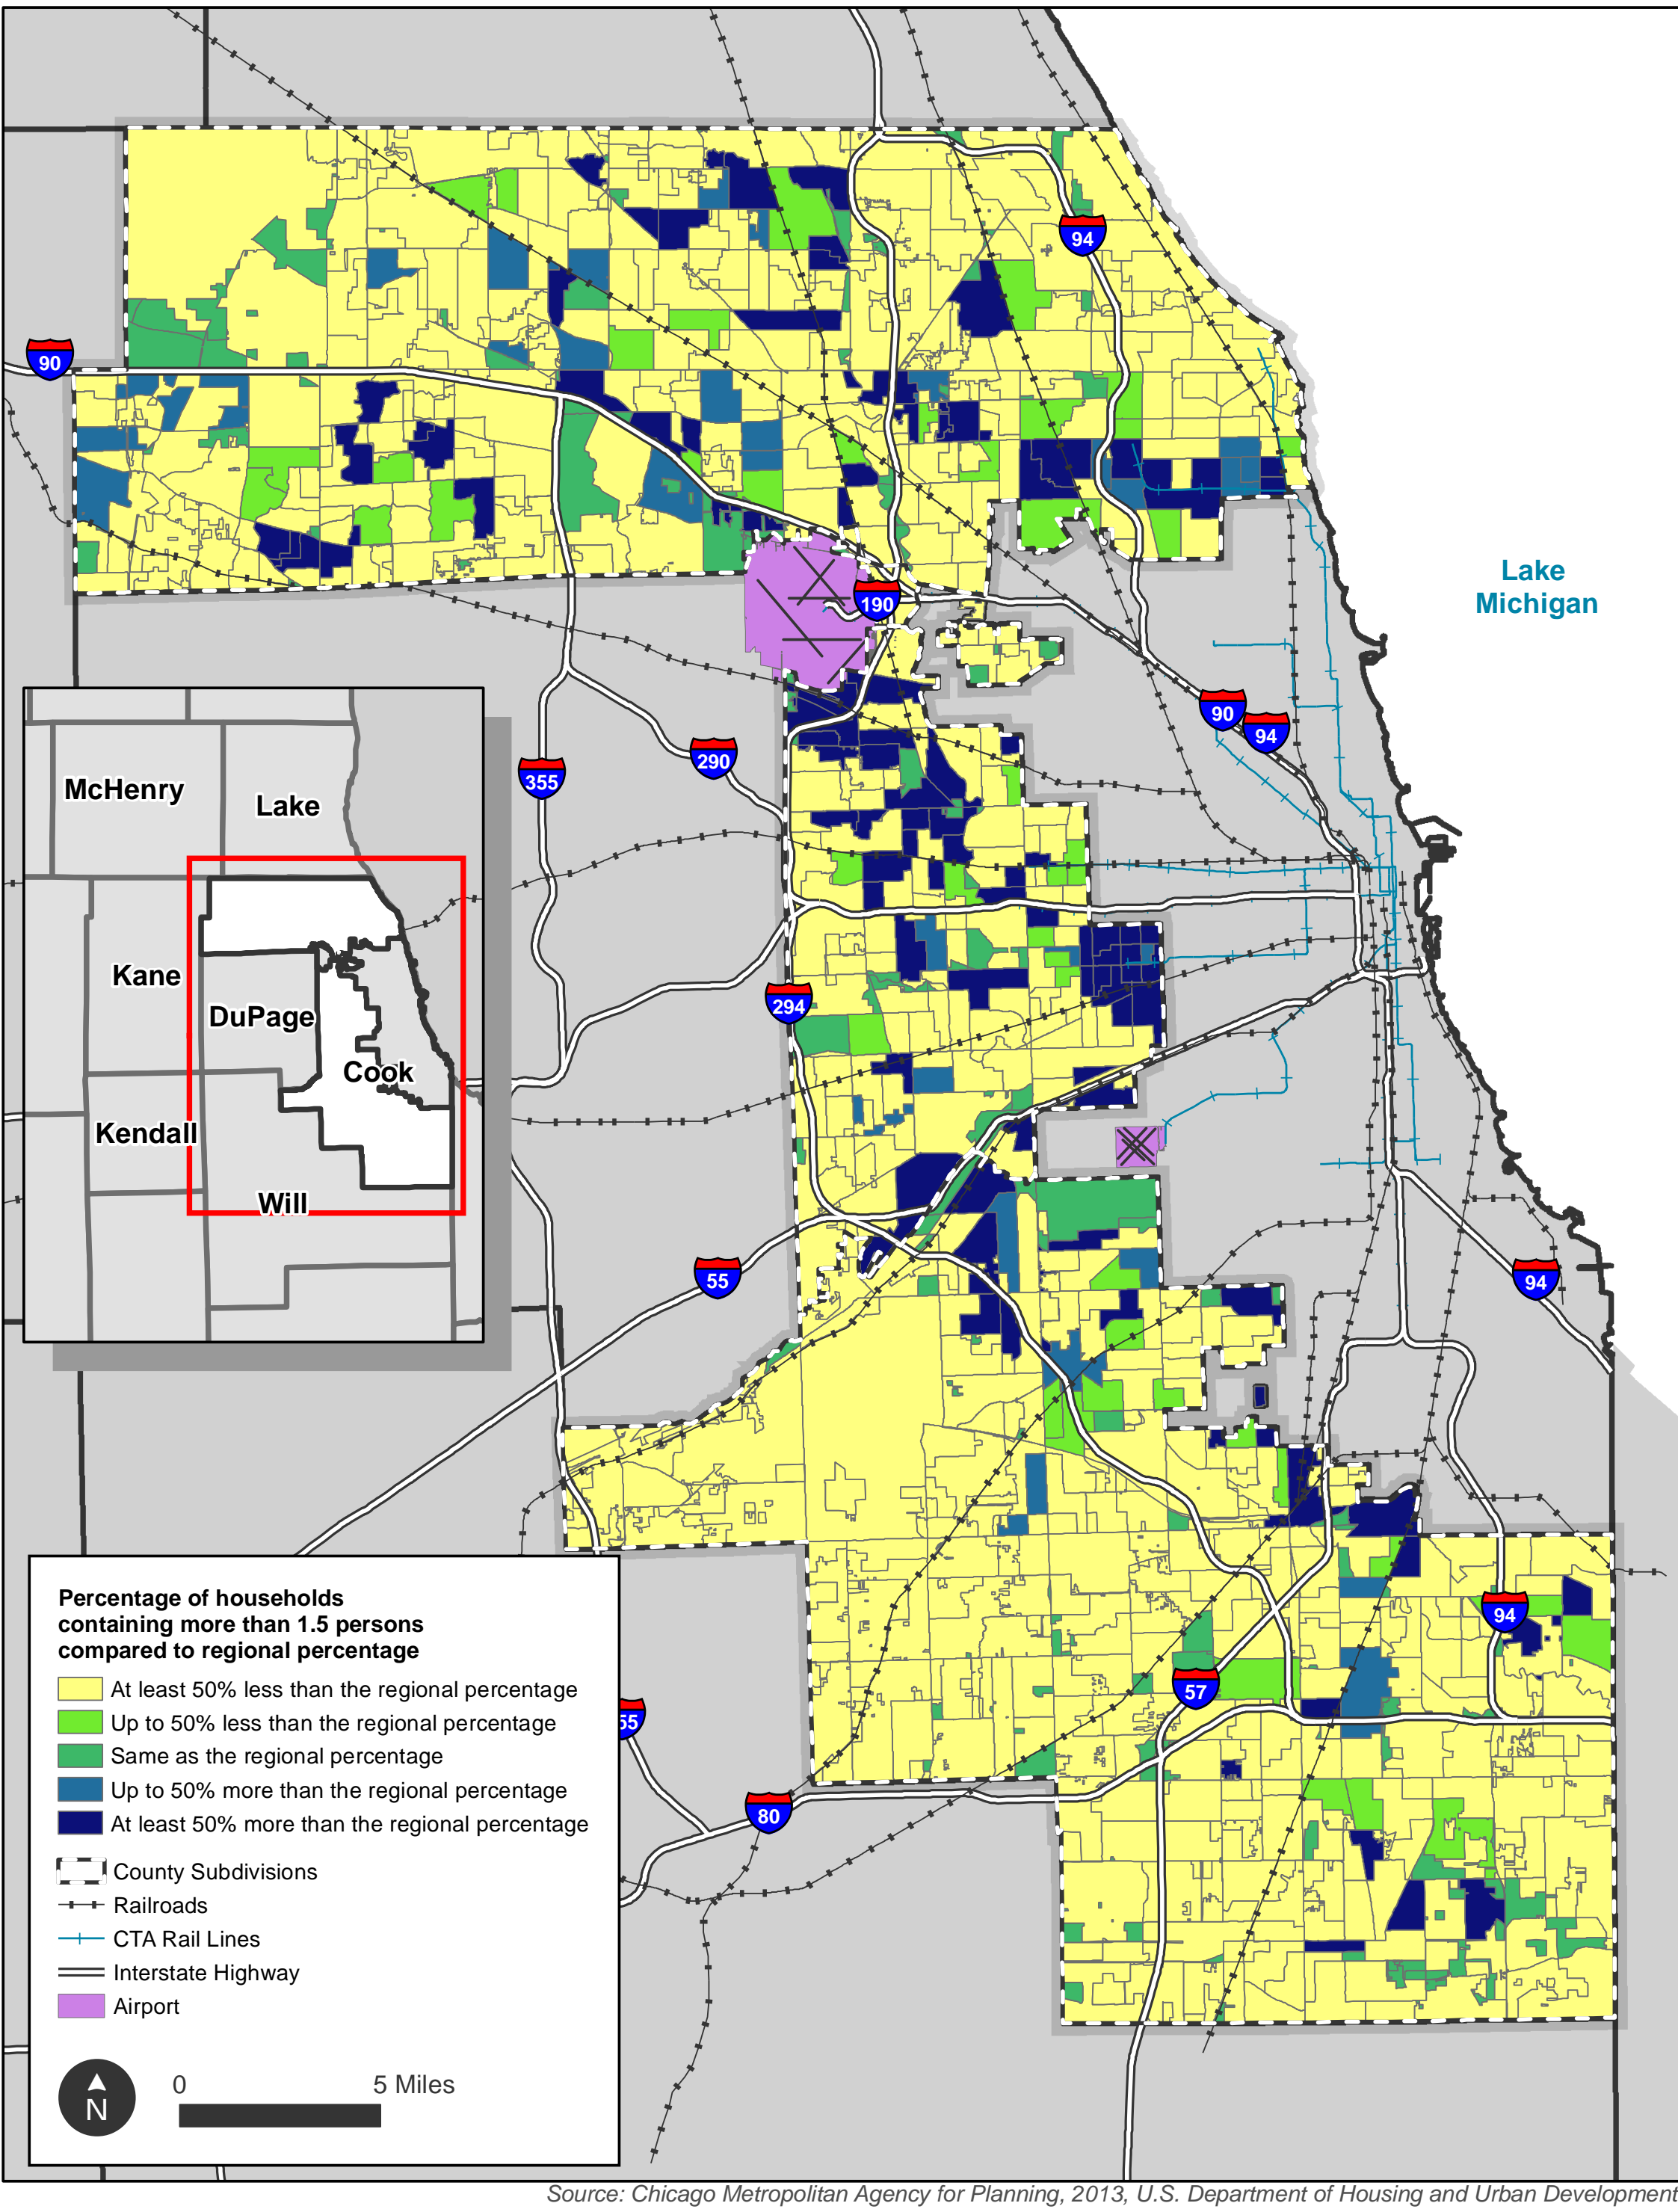 94
90
Lake
Michigan
190
90
94
290
355
McHenry
Lake
Kane
DuPage
294
Cook
Kendall
Will
55
94
Percentage of households
containing more than 1.5 persons
compared to regional percentage
At least 50% less than the regional percentage
Up to 50% less than the regional percentage
Same as the regional percentage
Up to 50% more than the regional percentage
At least 50% more than the regional percentage
County Subdivisions
Railroads
CTA Rail Lines
Interstate Highway
Airport
94
57
55
80
N
0 5 Miles
Source: Chicago Metropolitan Agency for Planning, 2013, U.S. Department of Housing and Urban Development